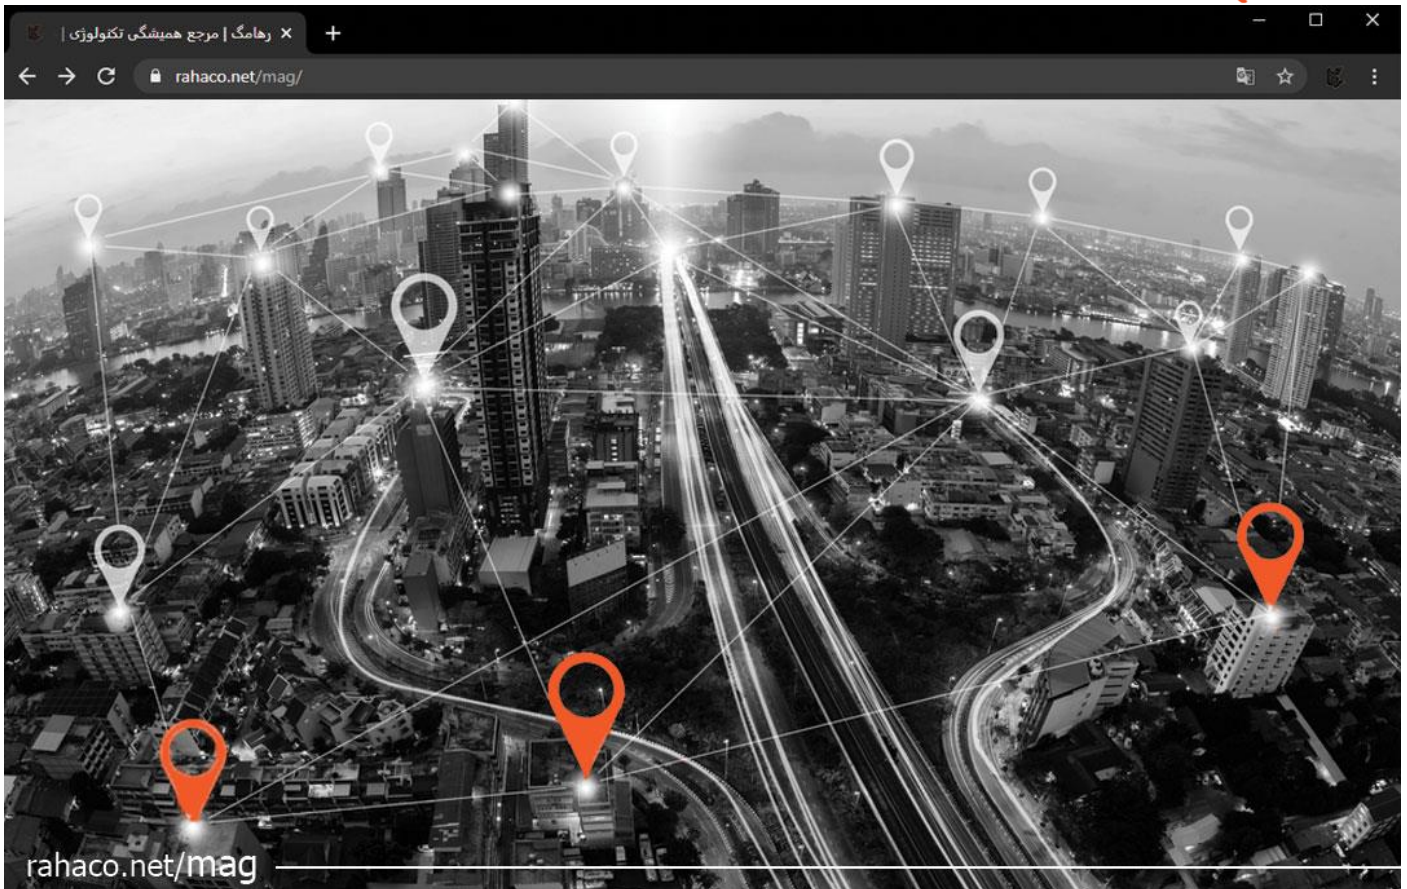 رهامگ | مرجع همیشگی تکنولوژی |
rahaco.net/mag/
rahaco.net/mag